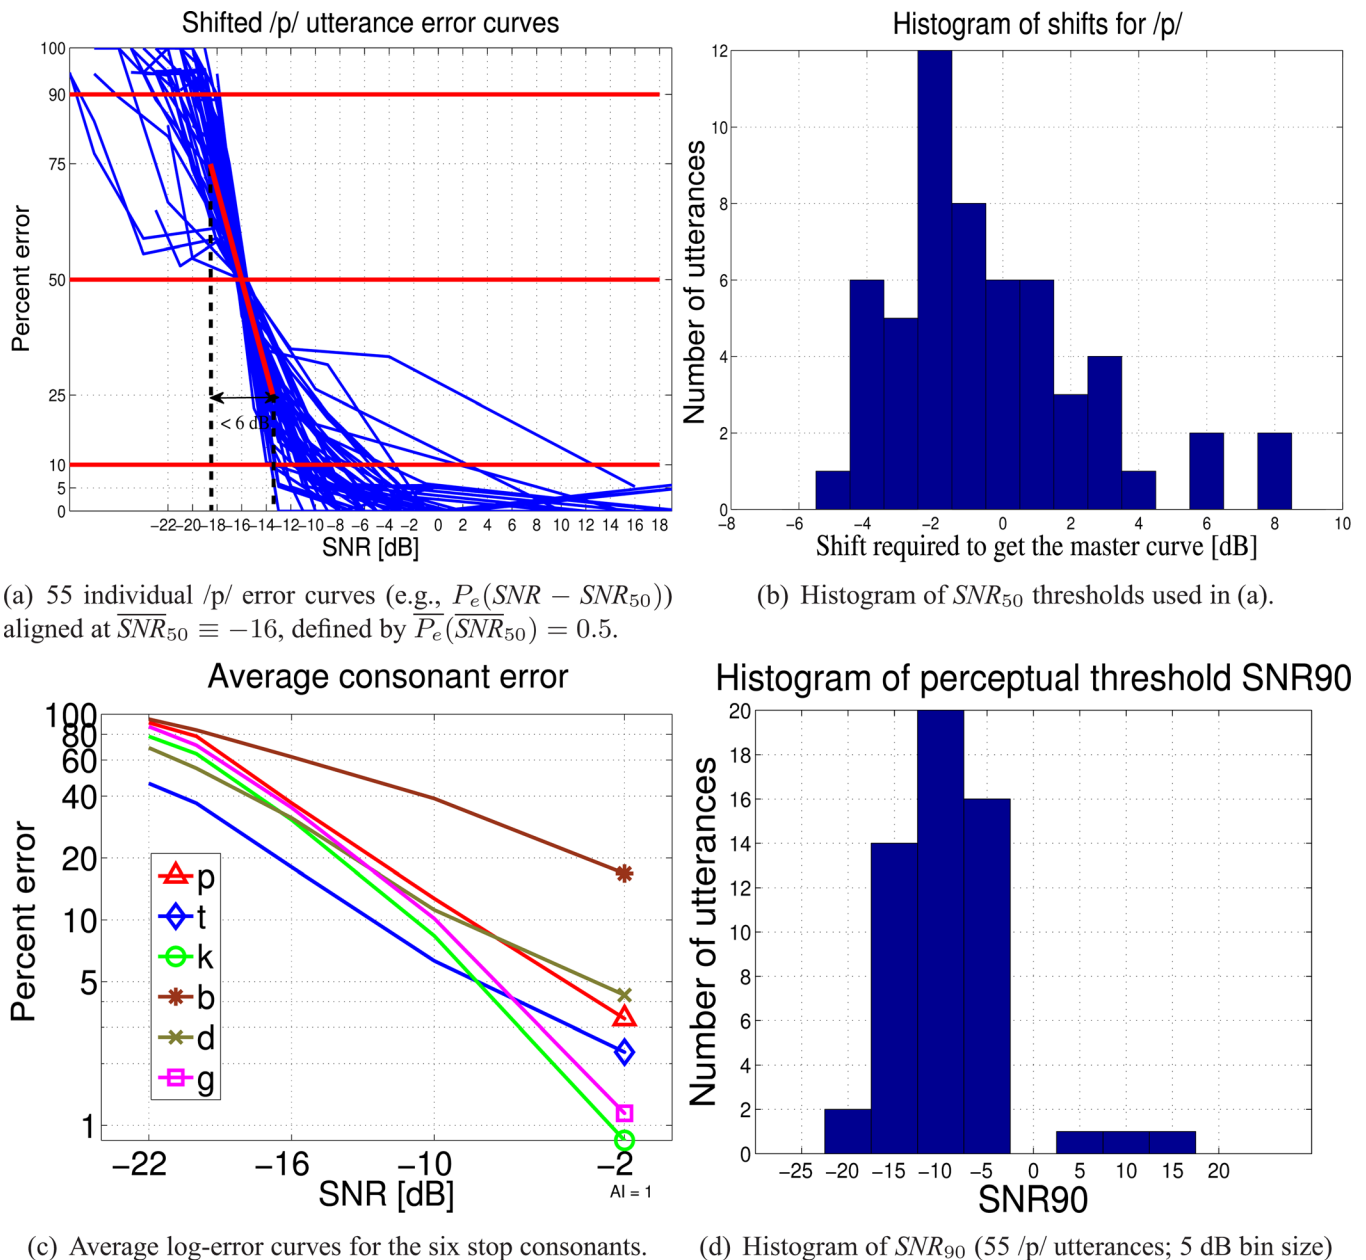 Shifted /p/ utterance error curves
Percent error
100
90
75
50
25
10
5
0
< 6 dB
−22 −20 −18 −16 −14 −12 −10 −8 −6 −4 −2 0 2 4 6 8 10 12 14 16 18
SNR [dB]
(a) 55 individual /p/ error curves (e.g., Pₑ(SNR − SNR₅₀))
aligned at S̅N̅R̅₅₀ ≡ −16, defined by P̅ₑ(S̅N̅R̅₅₀) = 0.5.
Histogram of shifts for /p/
Number of utterances
12
10
8
6
4
2
0
−8 −6 −4 −2 0 2 4 6 8 10
Shift required to get the master curve [dB]
(b) Histogram of SNR₅₀ thresholds used in (a).
Average consonant error
Percent error
100
80
60
40
20
10
5
1
p
t
k
b
d
g
−22 −16 −10 −2
SNR [dB]
AI = 1
(c) Average log-error curves for the six stop consonants.
Histogram of perceptual threshold SNR90
Number of utterances
20
18
16
14
12
10
8
6
4
2
0
−25 −20 −15 −10 −5 0 5 10 15 20
SNR90
(d) Histogram of SNR₉₀ (55 /p/ utterances; 5 dB bin size)